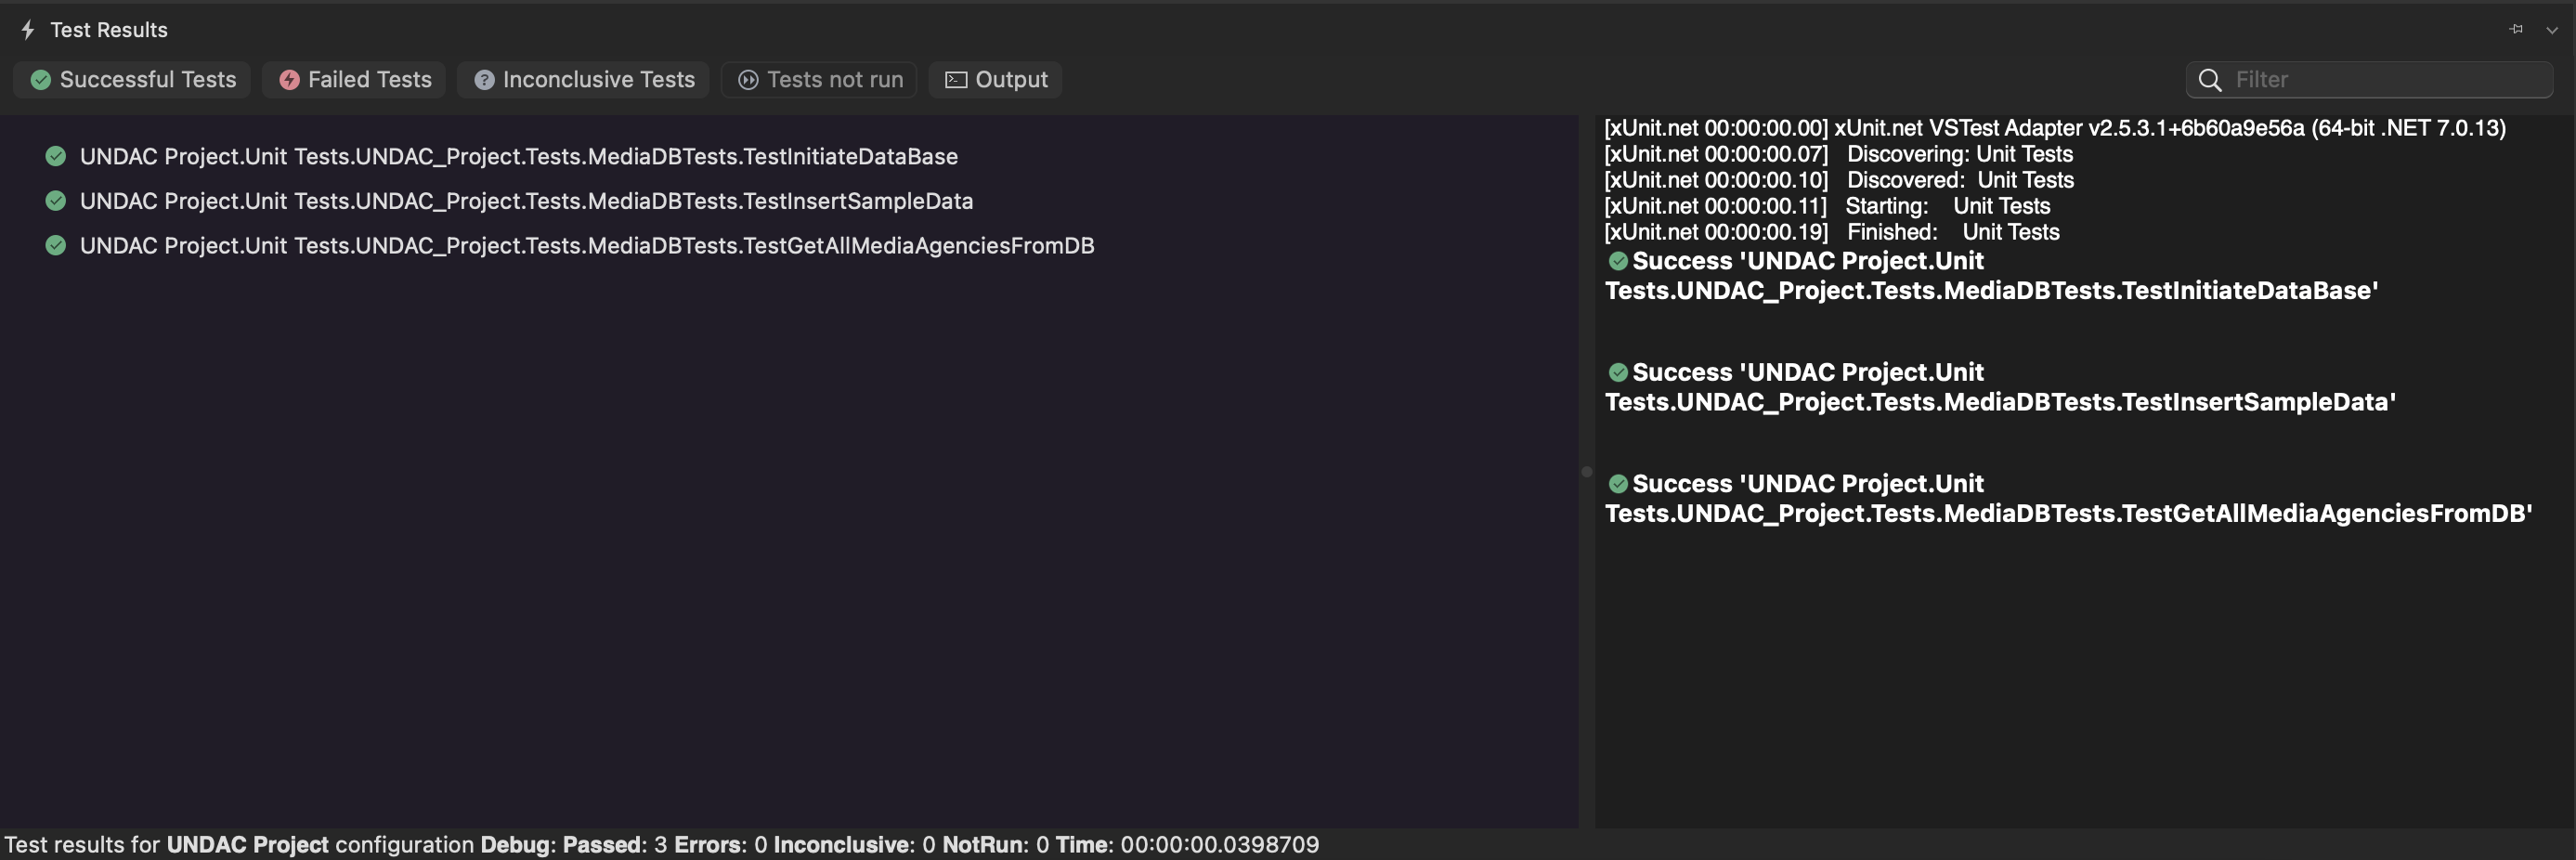 Test Results
Successful Tests Failed Tests Inconclusive Tests Tests not run Output Filter
UNDAC Project.Unit Tests.UNDAC_Project.Tests.MediaDBTests.TestInitiateDataBase
UNDAC Project.Unit Tests.UNDAC_Project.Tests.MediaDBTests.TestInsertSampleData
UNDAC Project.Unit Tests.UNDAC_Project.Tests.MediaDBTests.TestGetAllMediaAgenciesFromDB
[xUnit.net 00:00:00.00] xUnit.net VSTest Adapter v2.5.3.1+6b60a9e56a (64-bit .NET 7.0.13)
[xUnit.net 00:00:00.07] Discovering: Unit Tests
[xUnit.net 00:00:00.10] Discovered: Unit Tests
[xUnit.net 00:00:00.11] Starting: Unit Tests
[xUnit.net 00:00:00.19] Finished: Unit Tests
Success 'UNDAC Project.Unit
Tests.UNDAC_Project.Tests.MediaDBTests.TestInitiateDataBase'
Success 'UNDAC Project.Unit
Tests.UNDAC_Project.Tests.MediaDBTests.TestInsertSampleData'
Success 'UNDAC Project.Unit
Tests.UNDAC_Project.Tests.MediaDBTests.TestGetAllMediaAgenciesFromDB'
Test results for UNDAC Project configuration Debug: Passed: 3 Errors: 0 Inconclusive: 0 NotRun: 0 Time: 00:00:00.0398709